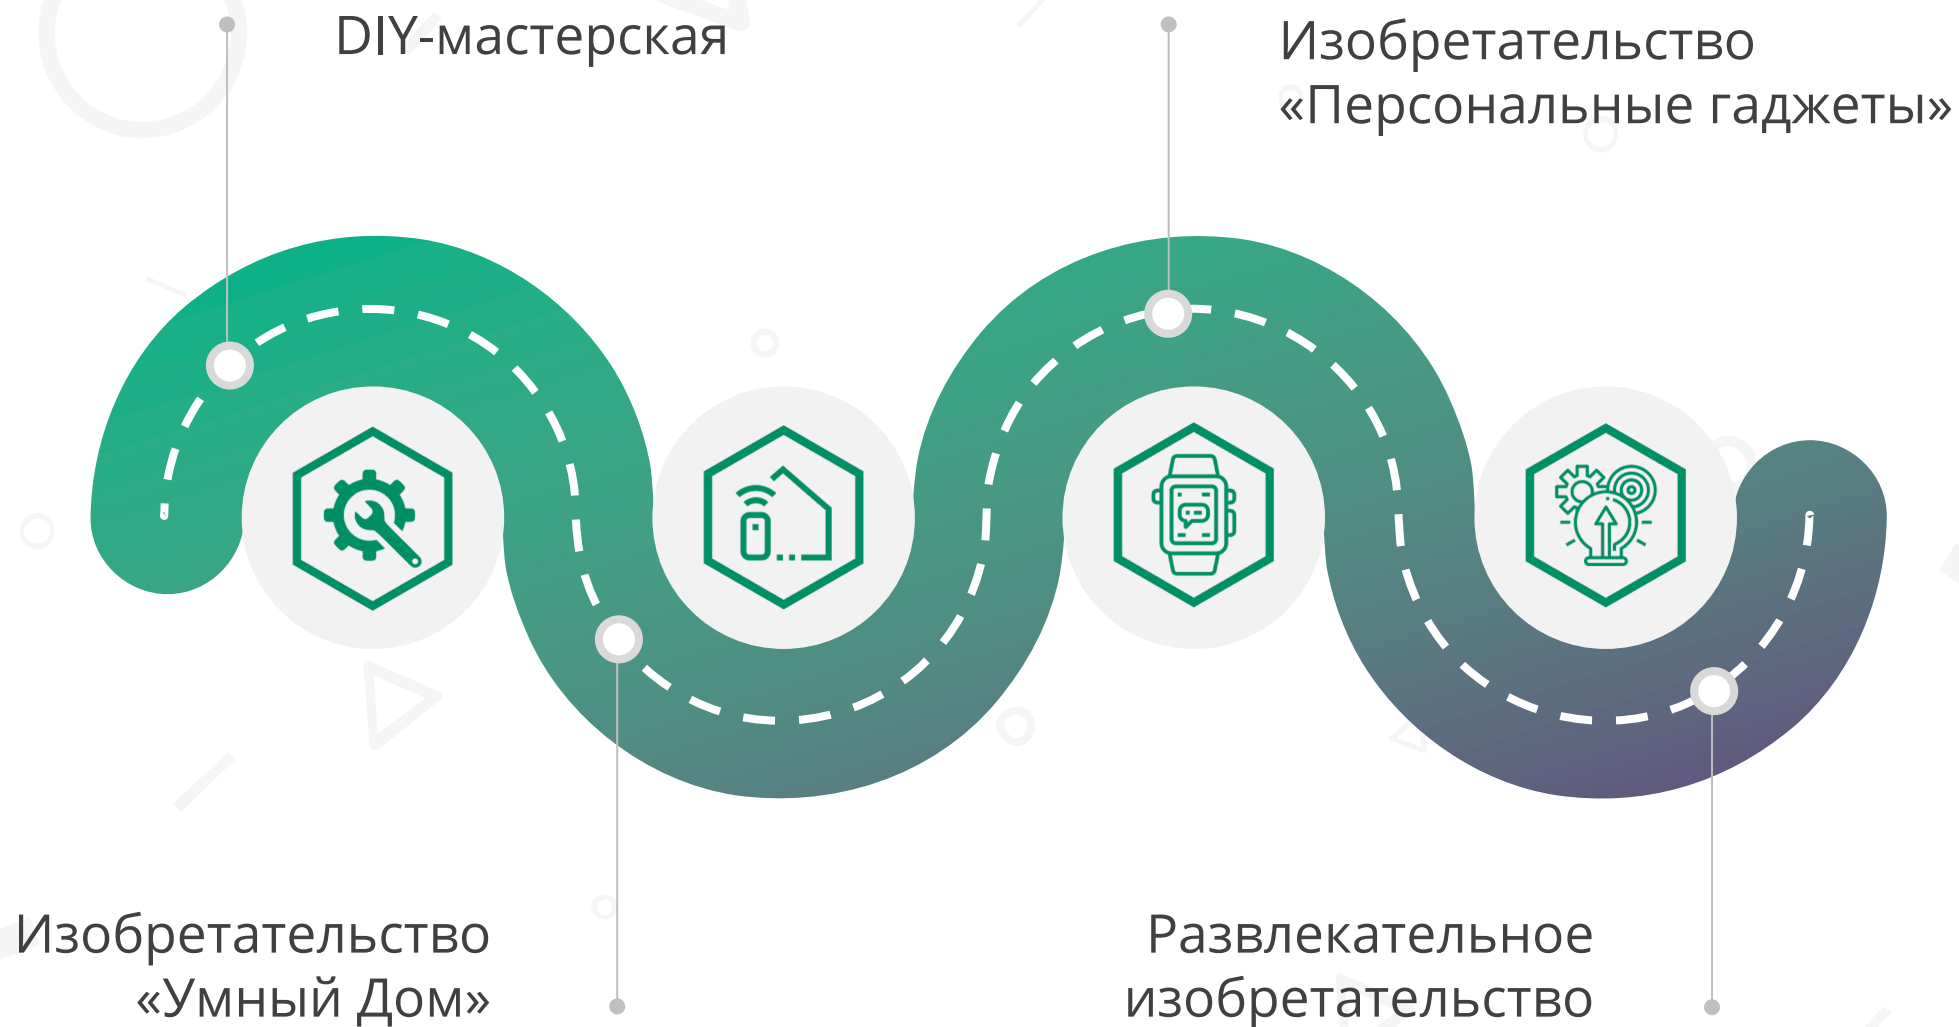 DIY-мастерская
Изобретательство
«Персональные гаджеты»
Изобретательство
«Умный Дом»
Развлекательное
изобретательство